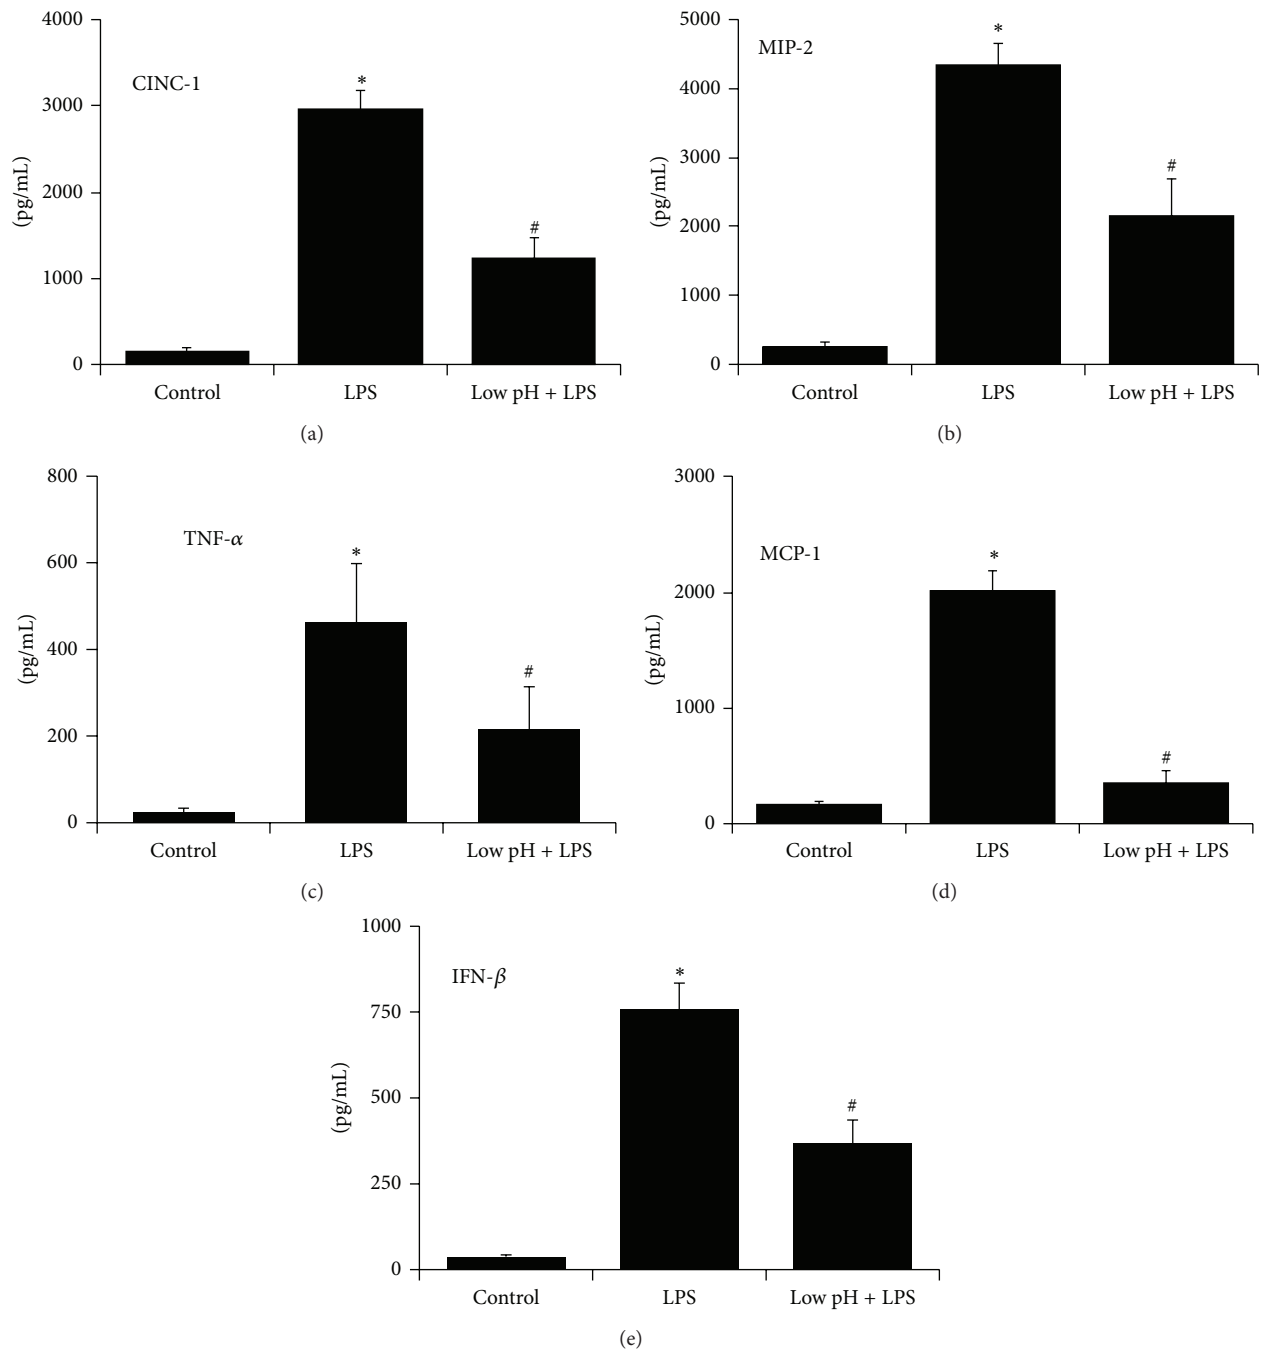 4000
CINC-1
*
3000
(pg/mL)
2000
#
1000
0
Control LPS Low pH + LPS
(a)
5000
MIP-2
*
4000
3000
(pg/mL)
#
2000
1000
0
Control LPS Low pH + LPS
(b)
800
TNF-α
*
600
(pg/mL)
400
#
200
0
Control LPS Low pH + LPS
(c)
3000
MCP-1
*
2000
(pg/mL)
1000
#
0
Control LPS Low pH + LPS
(d)
1000
IFN-β
*
750
(pg/mL)
500
#
250
0
Control LPS Low pH + LPS
(e)